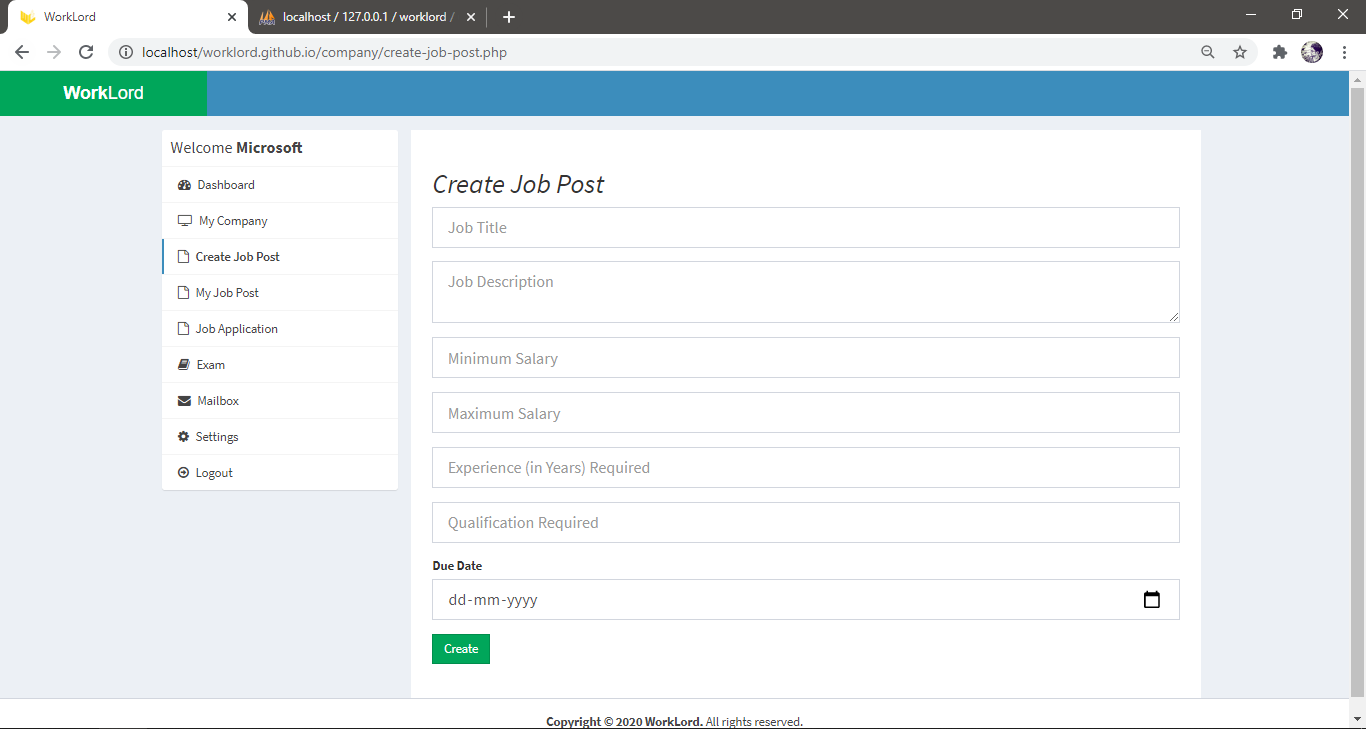 WorkLord
localhost / 127.0.0.1 / worklord /
localhost/worklord.github.io/company/create-job-post.php
WorkLord
Welcome Microsoft
Dashboard
My Company
Create Job Post
My Job Post
Job Application
Exam
Mailbox
Settings
Logout
Create Job Post
Job Title
Job Description
Minimum Salary
Maximum Salary
Experience (in Years) Required
Qualification Required
Due Date
dd-mm-yyyy
Create
Copyright © 2020 WorkLord. All rights reserved.